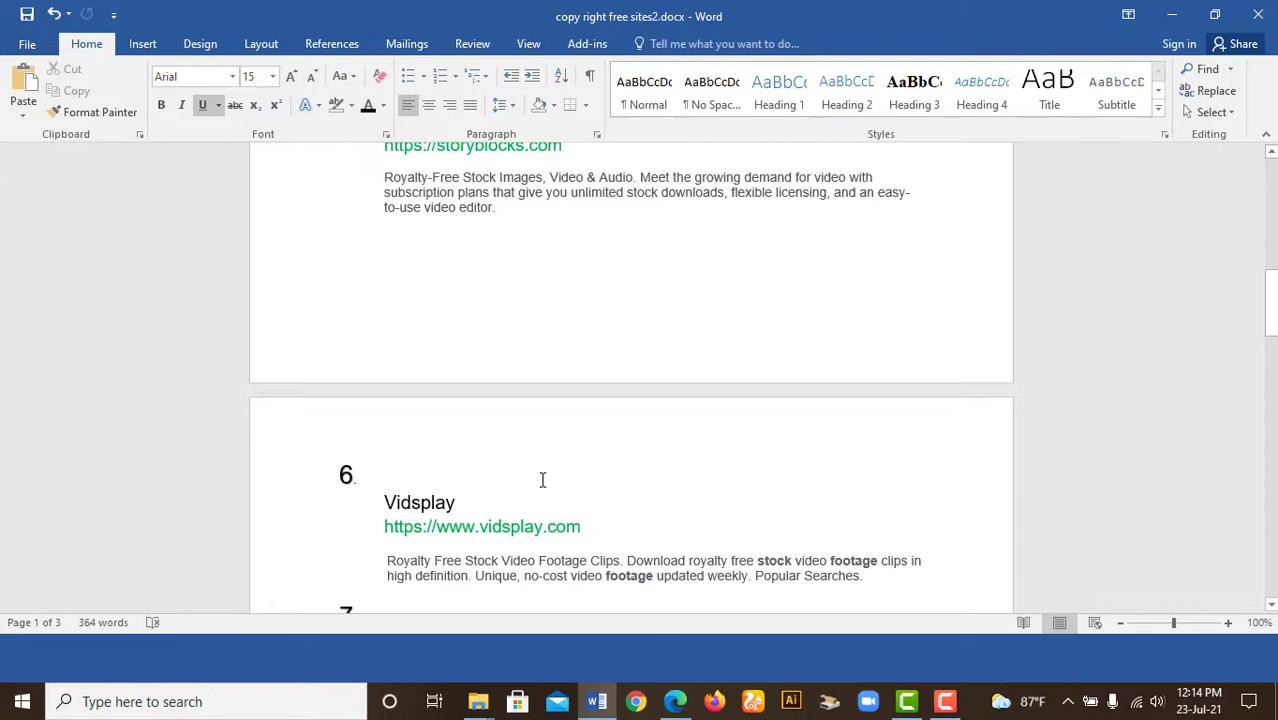 copy right free sites2.docx - Word
File Home Insert Design Layout References Mailings Review View Add-ins Tell me what you want to do... Sign in Share
Paste Cut Copy Format Painter
Arial 15
AaBbCcDc AaBbCcDc AaBbCcD AaBbCcD AaBbC AaBbCcD AaB AaBbCcD
¶ Normal ¶ No Spac... Heading 1 Heading 2 Heading 3 Heading 4 Title Subtitle
Find Replace Select
Clipboard Font Paragraph Styles Editing
https://storyblocks.com
Royalty-Free Stock Images, Video & Audio. Meet the growing demand for video with
subscription plans that give you unlimited stock downloads, flexible licensing, and an easy-
to-use video editor.
6.
Vidsplay
https://www.vidsplay.com
Royalty Free Stock Video Footage Clips. Download royalty free stock video footage clips in
high definition. Unique, no-cost video footage updated weekly. Popular Searches.
7
Page 1 of 3 364 words 100%
Type here to search 87°F 12:14 PM
23-Jul-21